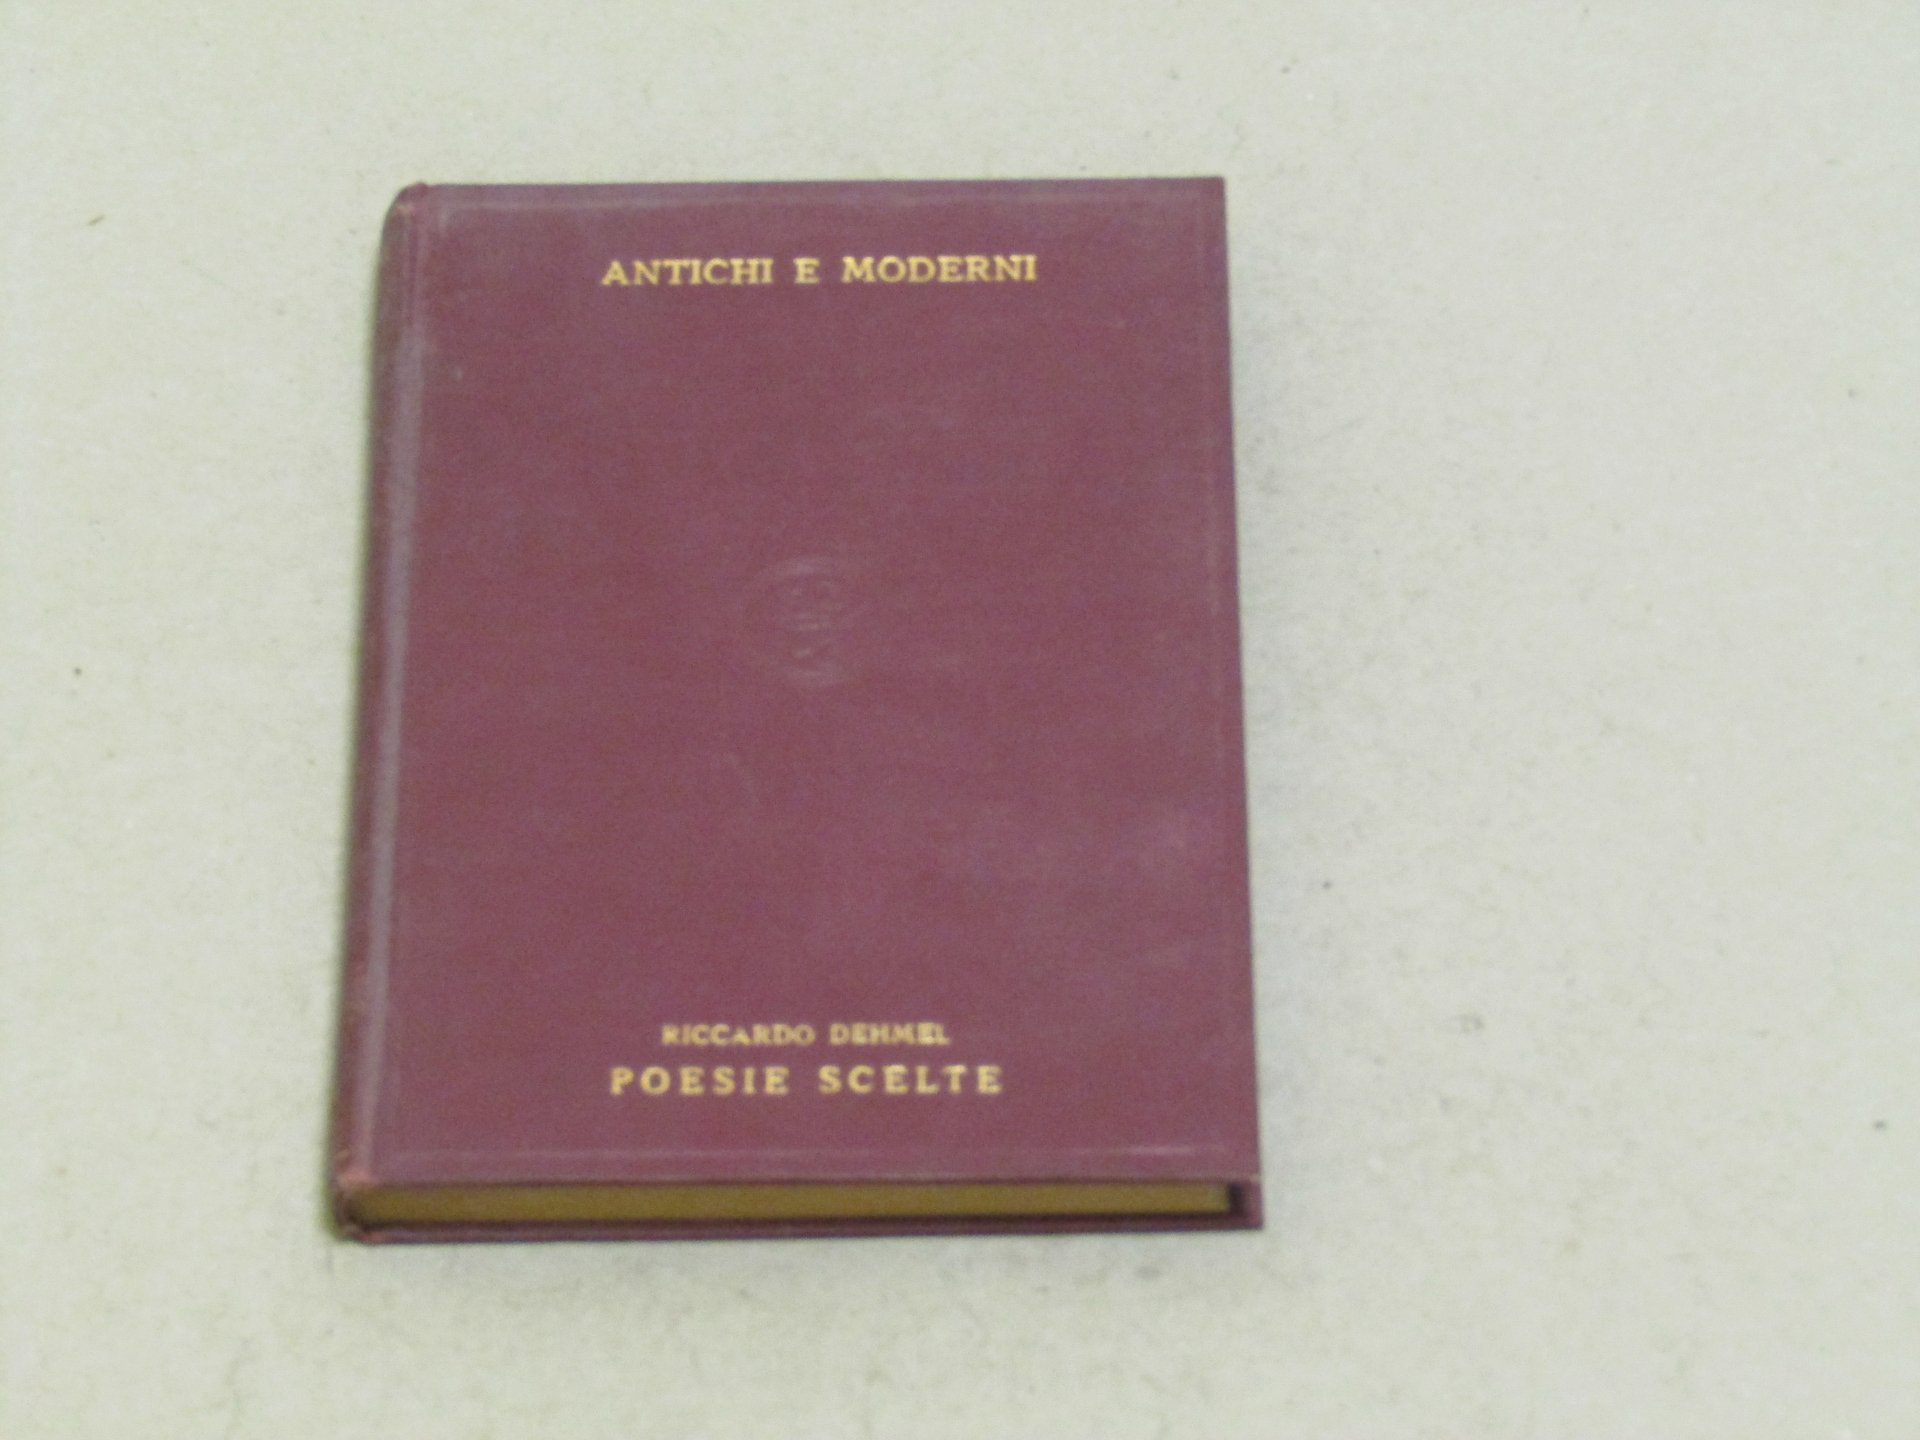 ANTICHI E MODERNI
RICCARDO DEHMEL
POESIE SCELTE